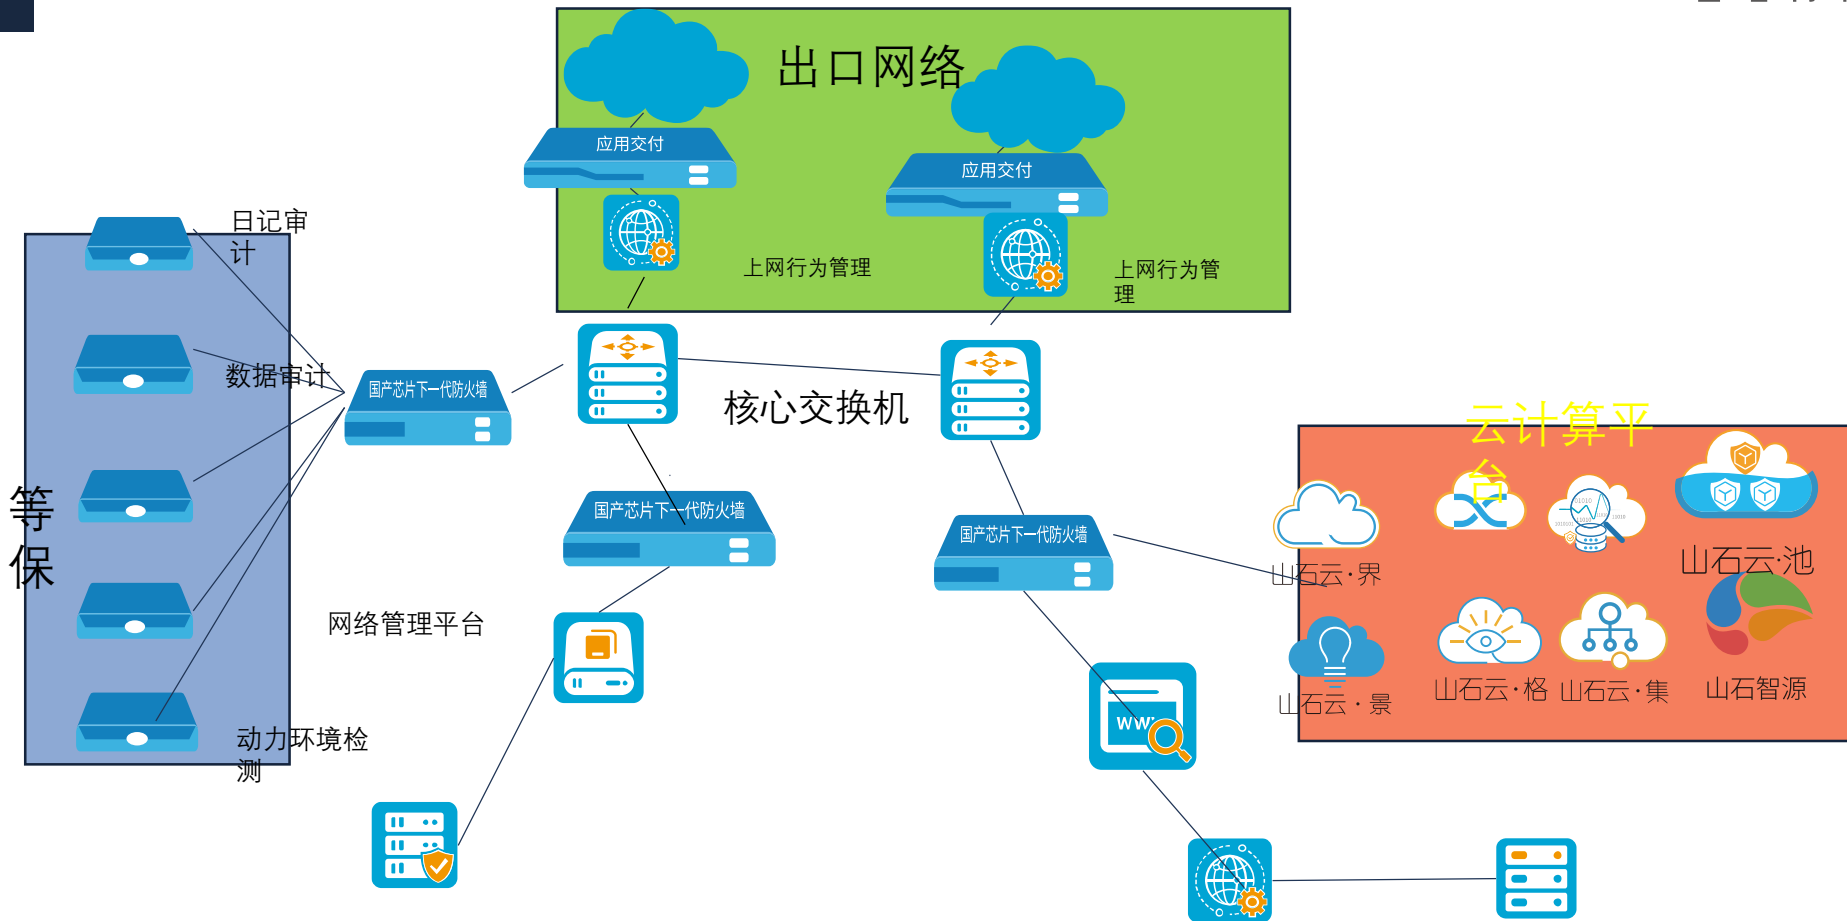 出口网络
应用交付
应用交付
日记审
计
上网行为管理
上网行为管
理
数据审计
国产芯片下一代防火墙
核心交换机
云计算平
台
等
保
国产芯片下一代防火墙
国产芯片下一代防火墙
山石云·界
山石云·池
网络管理平台
山石云·格
山石云·集
山石智源
山石云·景
动力环境检
测